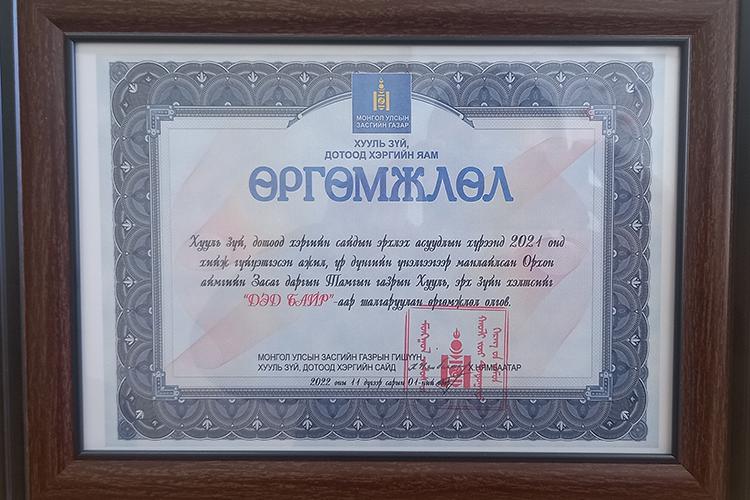 МОНГОЛ УЛСЫН
ЗАСГИЙН ГАЗАР
ХУУЛЬ ЗҮЙ,
ДОТООД ХЭРГИЙН ЯАМ
ӨРГӨМЖЛӨЛ
Хууль зүй, дотоод хэргийн сайдын эрхлэх асуудлын хүрээнд 2021 онд
хийж гүйцэтгэсэн ажил, үр дүнгийн үнэлгээгээр манлайлсан Орхон
аймгийн Засаг даргын Тамгын газрын Хууль, эрх зүйн хэлтсийг
"ДЭД БАЙР"-аар шалгаруулан өргөмжлөл олгов.
МОНГОЛ УЛСЫН ЗАСГИЙН ГАЗРЫН ГИШҮҮН,
ХУУЛЬ ЗҮЙ, ДОТООД ХЭРГИЙН САЙД Х.НЯМБААТАР
2022 оны 11 дүгээр сарын 01-ний өдөр